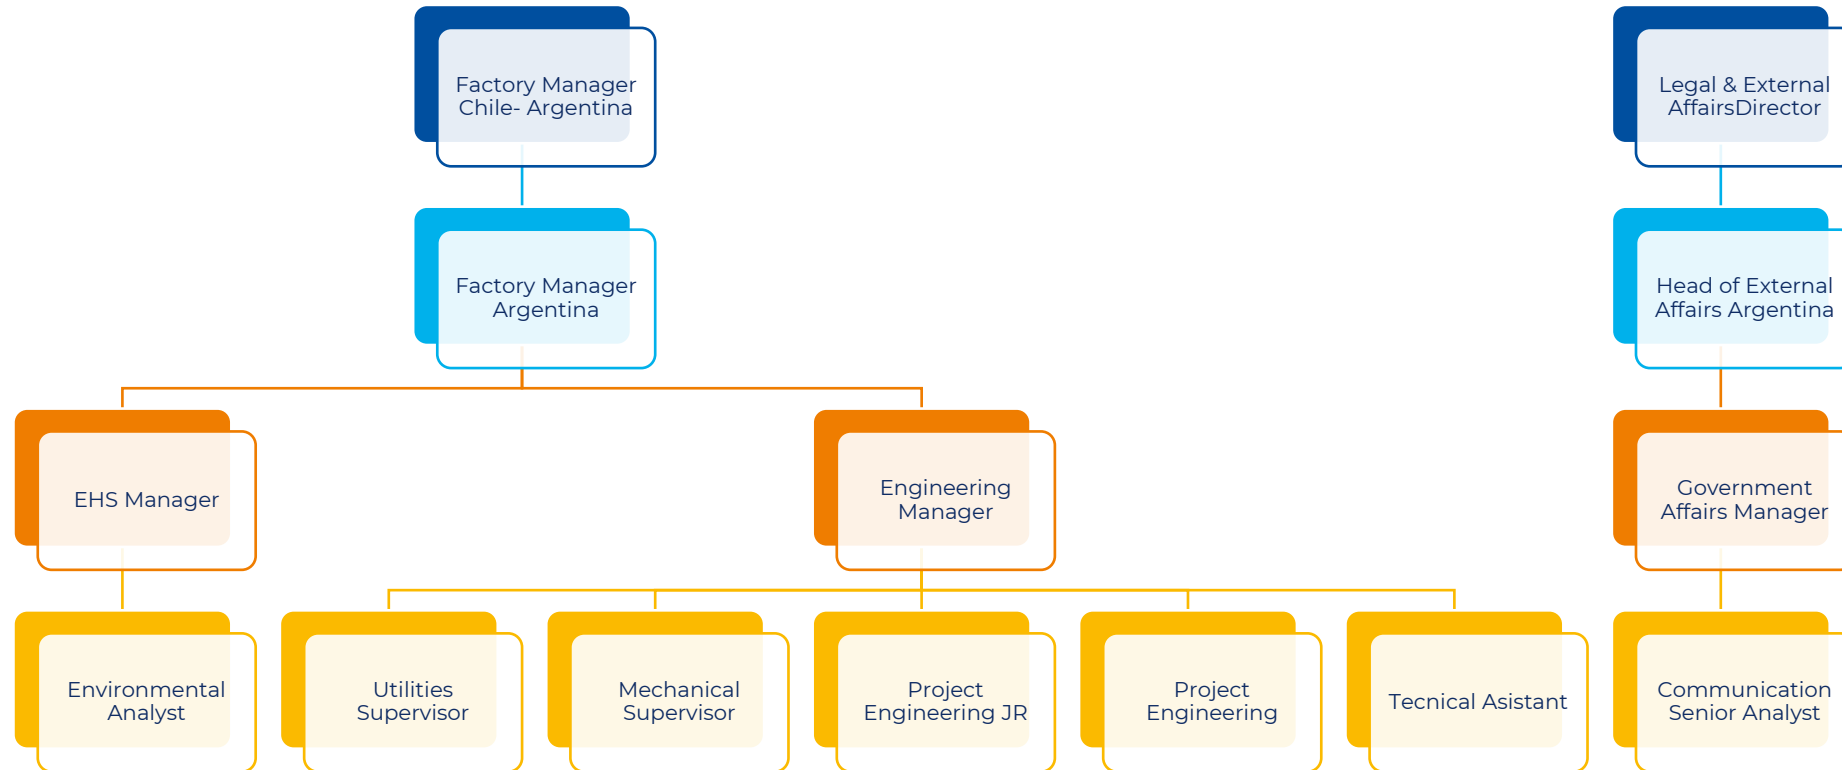 Factory Manager
Chile- Argentina
Legal & External
AffairsDirector
Factory Manager
Argentina
Head of External
Affairs Argentina
EHS Manager
Engineering
Manager
Government
Affairs Manager
Environmental
Analyst
Utilities
Supervisor
Mechanical
Supervisor
Project
Engineering JR
Project
Engineering
Tecnical Asistant
Communication
Senior Analyst